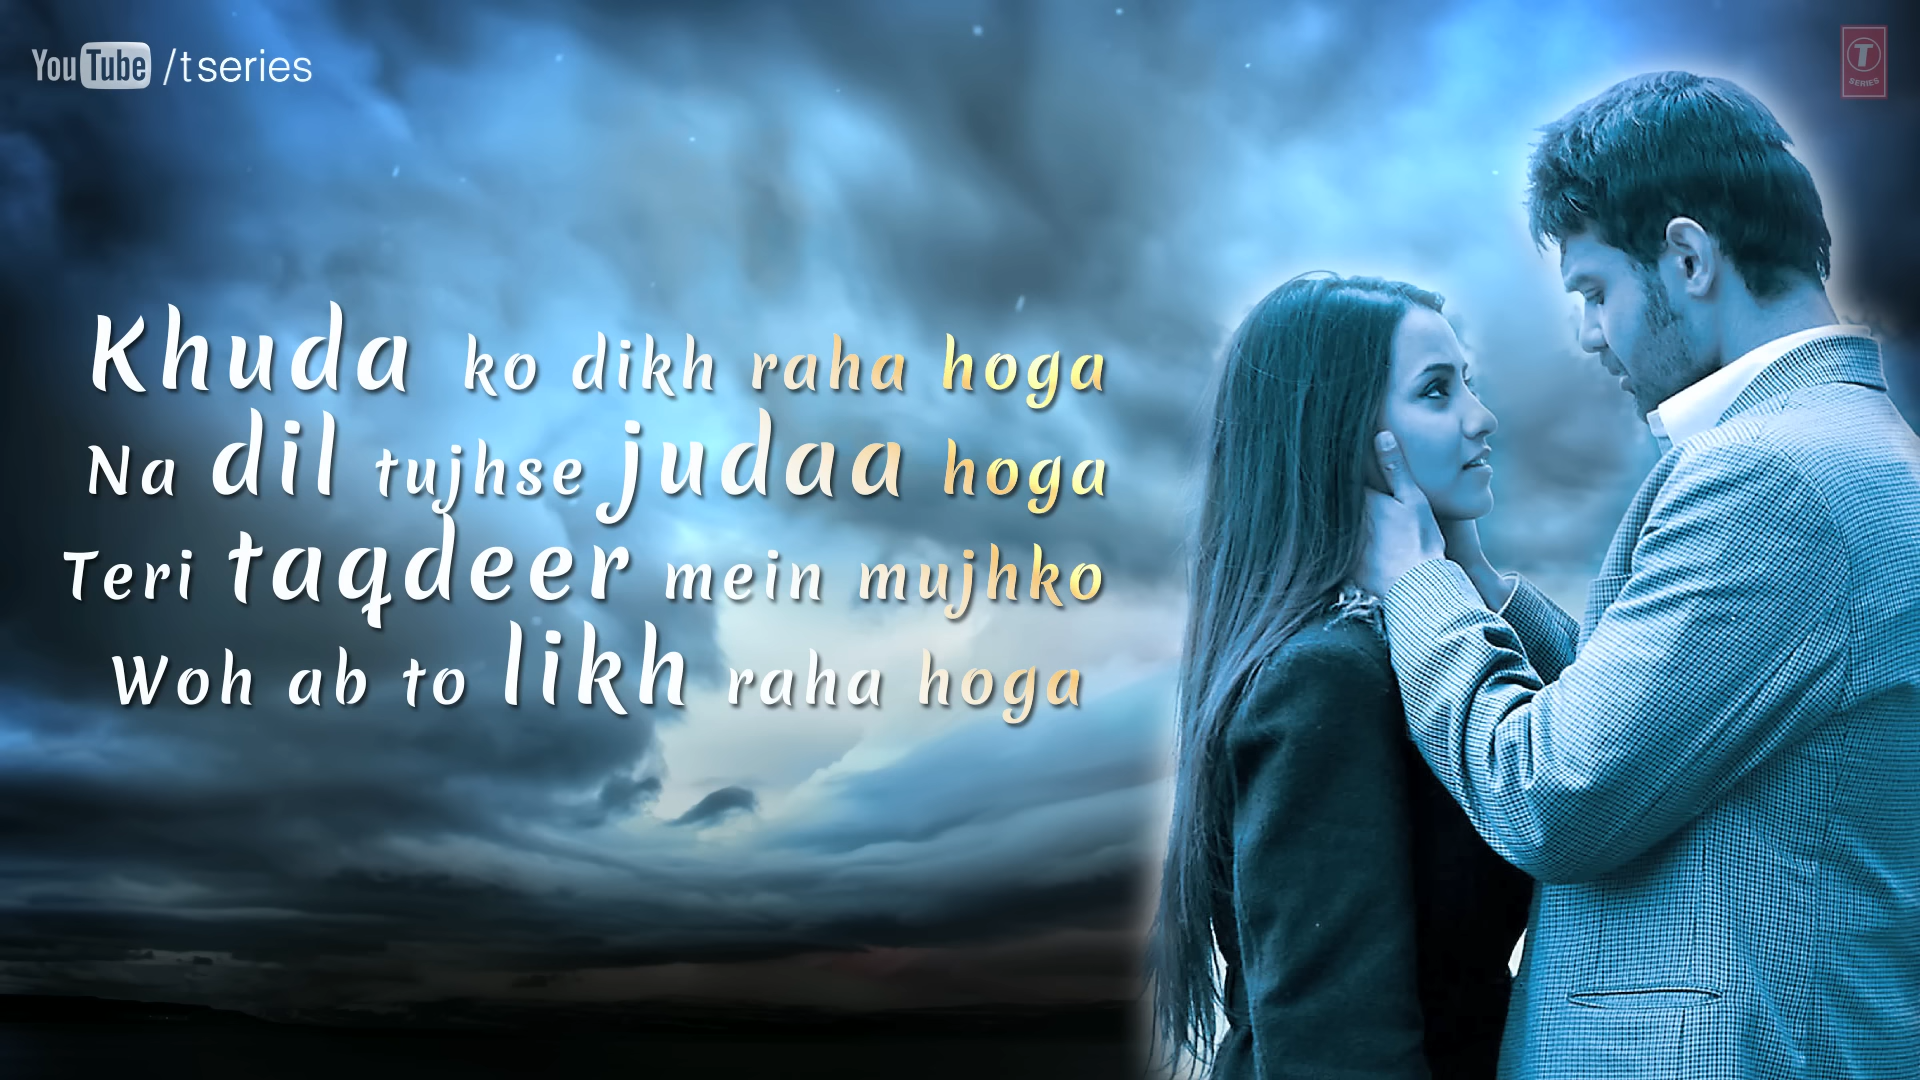 YouTube /tseries
T SERIES
Khuda ko dikh raha hoga
Na dil tujhse judaa hoga
Teri taqdeer mein mujhko
Woh ab to likh raha hoga